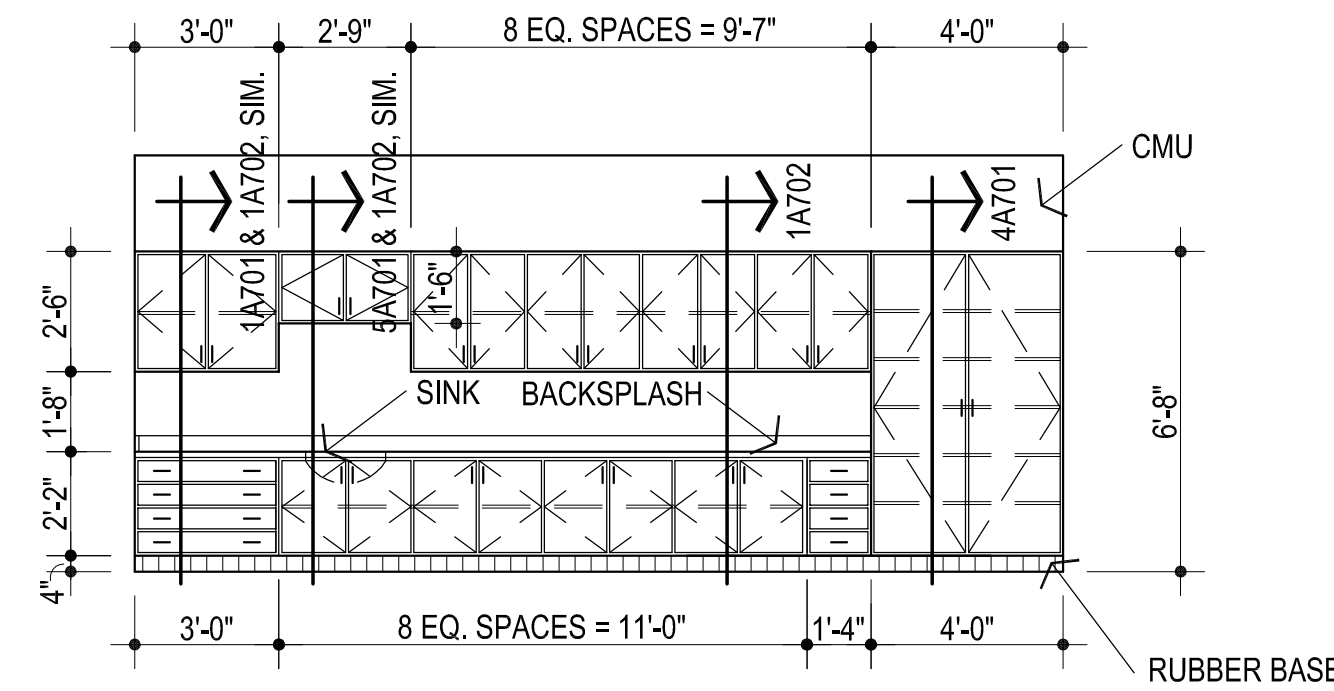 3'-0" 2'-9" 8 EQ. SPACES = 9'-7" 4'-0"
1A701 & 1A702, SIM.
5A701 & 1A702, SIM.
1A702
4A701
CMU
2'-6"
1'-6"
1'-8"
SINK BACKSPLASH
6'-8"
2'-2"
4"
3'-0" 8 EQ. SPACES = 11'-0" 1'-4" 4'-0"
RUBBER BASE